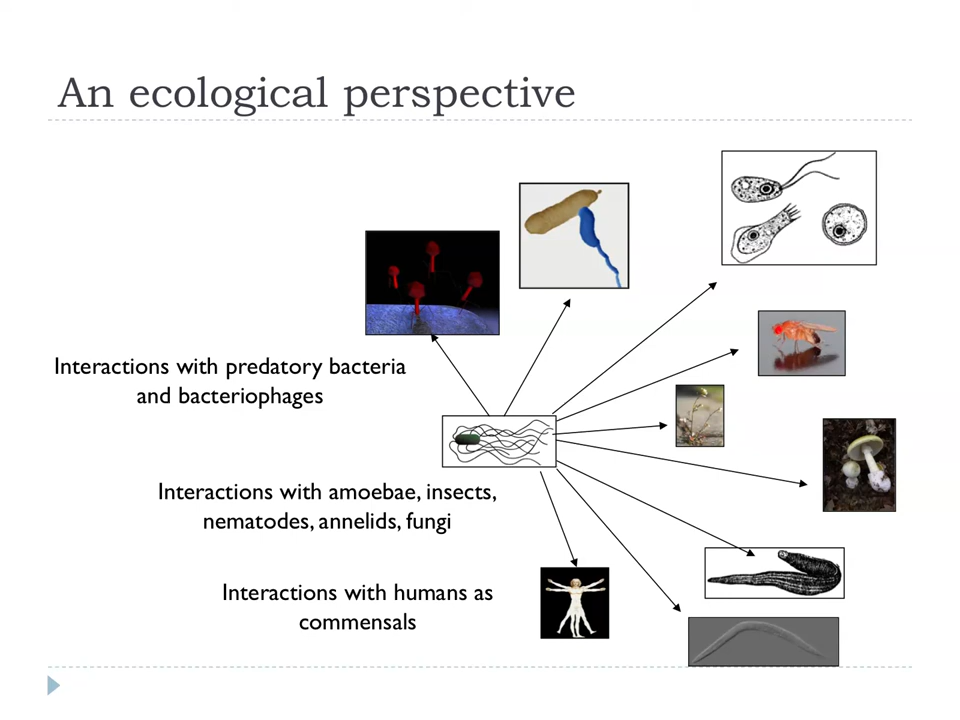 An ecological perspective
Interactions with predatory bacteria
and bacteriophages
Interactions with amoebae, insects,
nematodes, annelids, fungi
Interactions with humans as
commensals